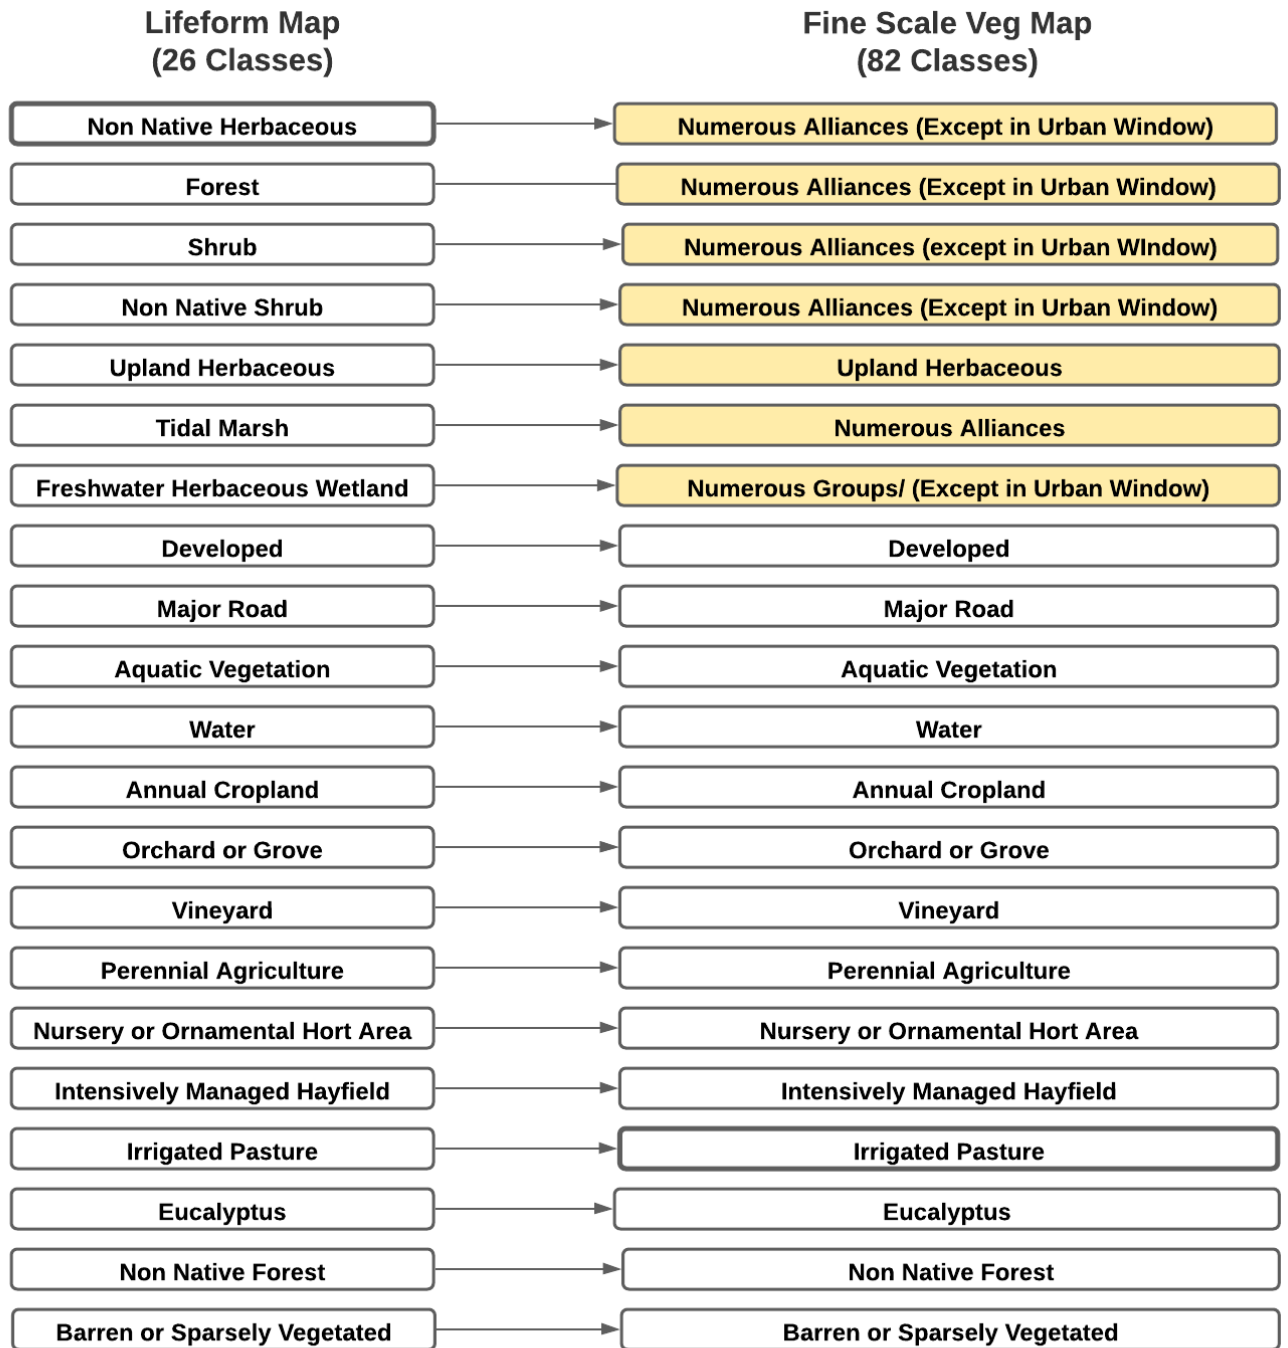 Lifeform Map
(26 Classes)
Fine Scale Veg Map
(82 Classes)
Non Native Herbaceous
Numerous Alliances (Except in Urban Window)
Forest
Numerous Alliances (Except in Urban Window)
Shrub
Numerous Alliances (except in Urban WIndow)
Non Native Shrub
Numerous Alliances (Except in Urban Window)
Upland Herbaceous
Upland Herbaceous
Tidal Marsh
Numerous Alliances
Freshwater Herbaceous Wetland
Numerous Groups/ (Except in Urban Window)
Developed
Developed
Major Road
Major Road
Aquatic Vegetation
Aquatic Vegetation
Water
Water
Annual Cropland
Annual Cropland
Orchard or Grove
Orchard or Grove
Vineyard
Vineyard
Perennial Agriculture
Perennial Agriculture
Nursery or Ornamental Hort Area
Nursery or Ornamental Hort Area
Intensively Managed Hayfield
Intensively Managed Hayfield
Irrigated Pasture
Irrigated Pasture
Eucalyptus
Eucalyptus
Non Native Forest
Non Native Forest
Barren or Sparsely Vegetated
Barren or Sparsely Vegetated